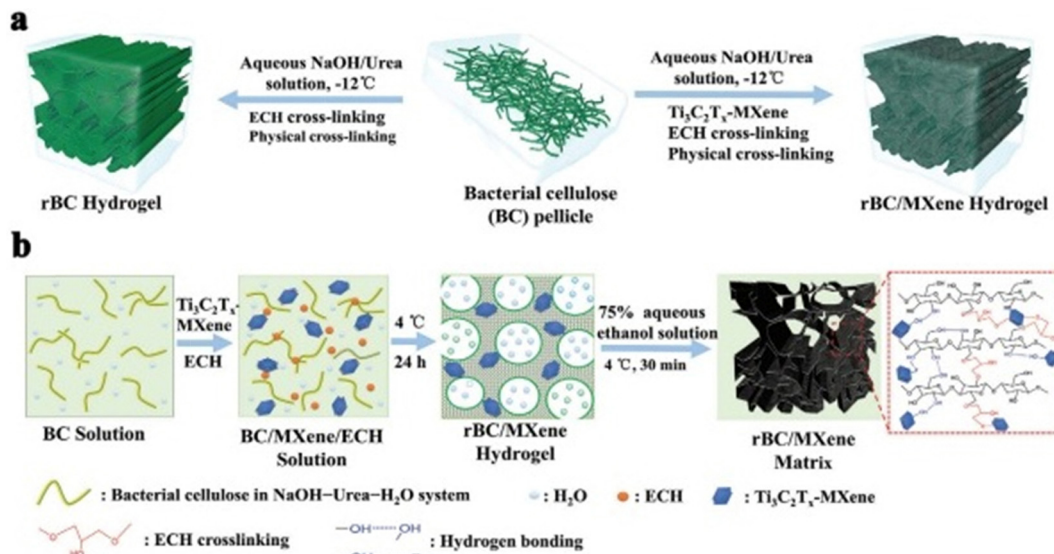 a
Aqueous NaOH/Urea
solution, -12℃
ECH cross-linking
Physical cross-linking
Aqueous NaOH/Urea
solution, -12℃
Ti₃C₂Tₓ-MXene
ECH cross-linking
Physical cross-linking
rBC Hydrogel
Bacterial cellulose
(BC) pellicle
rBC/MXene Hydrogel
b
Ti₃C₂Tₓ-
MXene
ECH
4 ℃
24 h
75% aqueous
ethanol solution
4 ℃, 30 min
BC Solution
BC/MXene/ECH
Solution
rBC/MXene
Hydrogel
rBC/MXene
Matrix
: Bacterial cellulose in NaOH–Urea–H₂O system
: H₂O
: ECH
: Ti₃C₂Tₓ-MXene
: ECH crosslinking
—OH
OH
: Hydrogen bonding